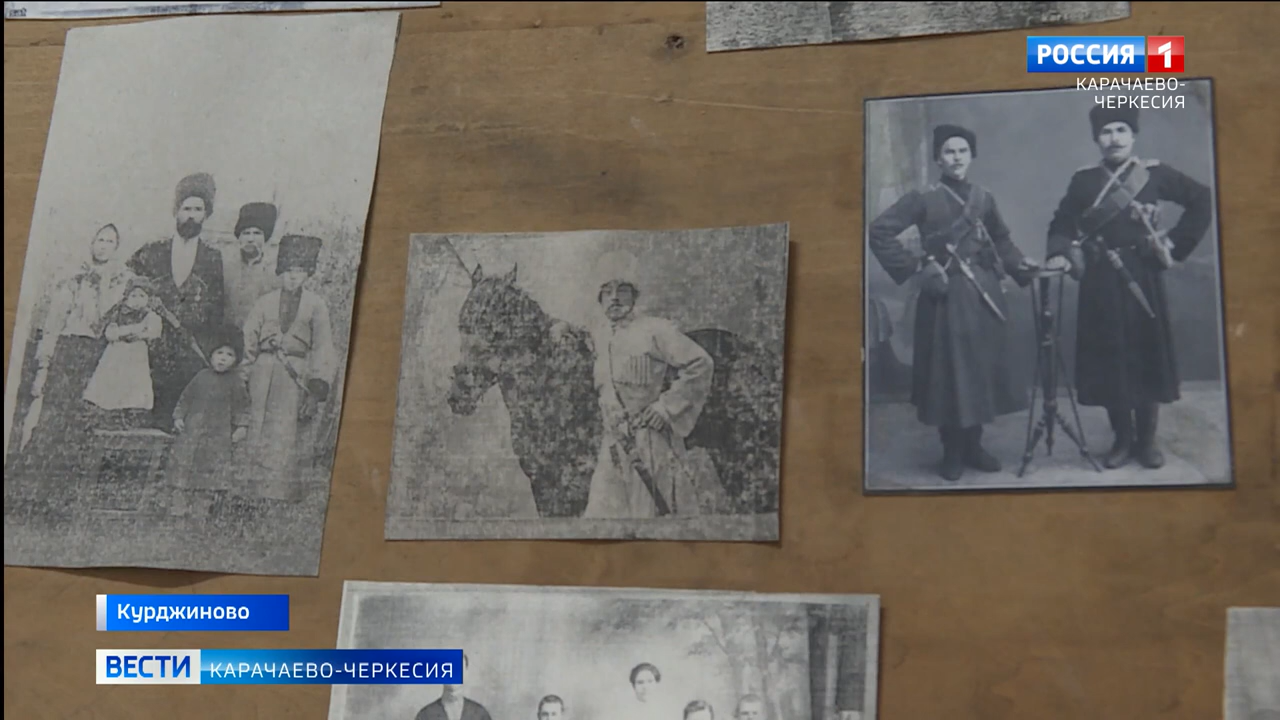 РОССИЯ 1
КАРАЧАЕВО-
ЧЕРКЕСИЯ
Курджиново
ВЕСТИ КАРАЧАЕВО-ЧЕРКЕСИЯ